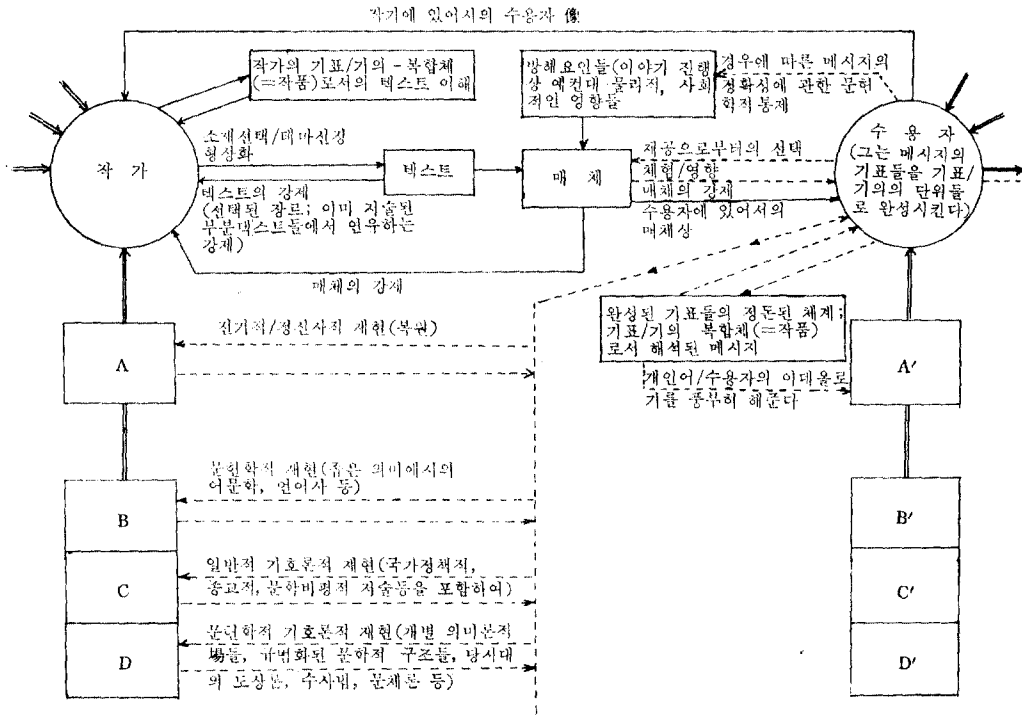 작가에 있어서의 수용자 像
작가의 기표/기의 - 복합체
(=작품)로서의 텍스트 이해
방해요인들(이야기 진행
상 예컨대 물리적, 사회
적인 영향들
경우에 따른 메시지의
정확성에 관한 문헌
학적통제
작 가
소재선택/테마선정
형상화
텍스트
텍스트의 강제
(선택된 장르; 이미 저술된
부분텍스트들에서 연유하는
강제)
매 체
제공으로부터의 선택
체험/영향
매체의 강제
수용자에 있어서의
매체상
수 용 자
(그는 메시지의
기표들을 기표/
기의의 단위들
로 완성시킨다)
매체의 강제
전기적/정신사적 재현(복원)
A
완성된 기표들의 정돈된 체계;
기표/기의 복합체(=작품)
로서 해석된 메시지
개인어/수용자의 이데올로
기를 풍부히 해준다
A′
문헌학적 재현(좁은 의미에서의
어문학, 언어사 등)
B
B′
일반적 기호론적 재현(국가정책적,
종교적, 문학비평적 저술등을 포함하여)
C
C′
문헌학적 기호론적 재현(개별 의미론적
場들, 규범화된 문학적 구조들, 당시대
의 도상론, 수사법, 문체론 등)
D
D′